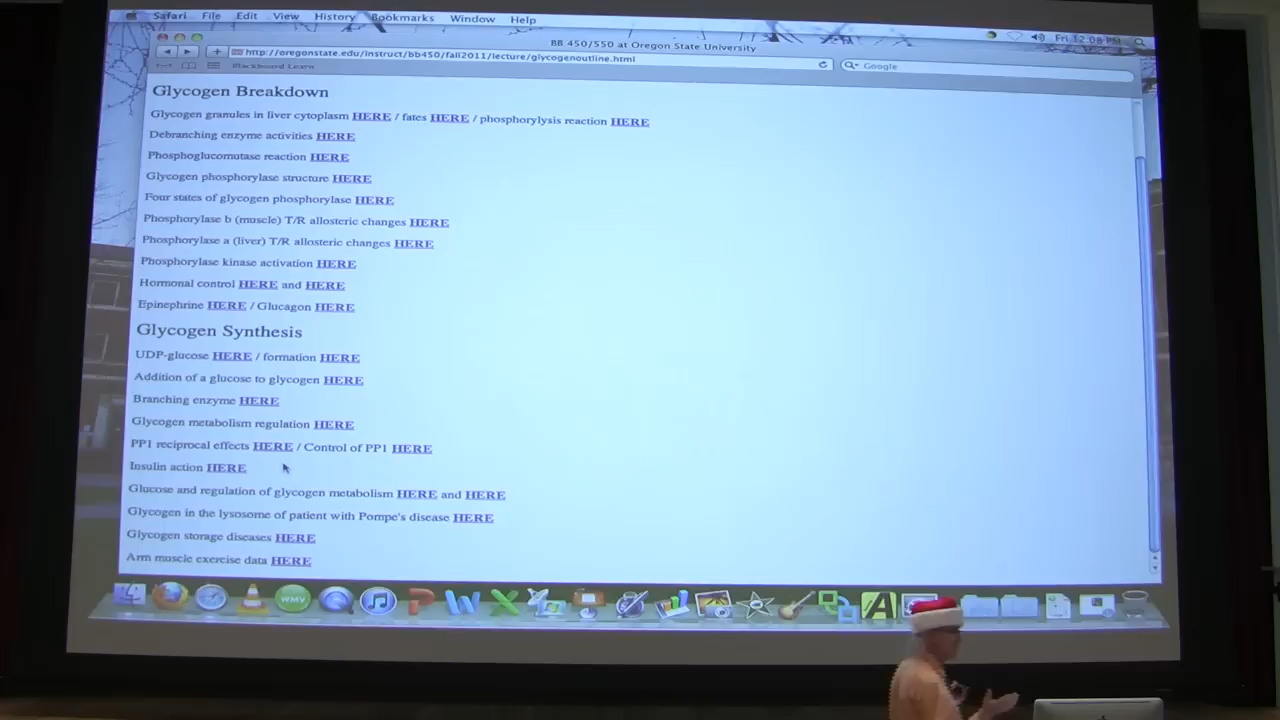 Safari File Edit View History Bookmarks Window Help Fri 12:08 PM
BB 450/550 at Oregon State University
http://oregonstate.edu/instruct/bb450/fall2011/lecture/glycogenoutline.html Google
Blackboard Learn
Glycogen Breakdown
Glycogen granules in liver cytoplasm HERE / fates HERE / phosphorylysis reaction HERE
Debranching enzyme activities HERE
Phosphoglucomutase reaction HERE
Glycogen phosphorylase structure HERE
Four states of glycogen phosphorylase HERE
Phosphorylase b (muscle) T/R allosteric changes HERE
Phosphorylase a (liver) T/R allosteric changes HERE
Phosphorylase kinase activation HERE
Hormonal control HERE and HERE
Epinephrine HERE / Glucagon HERE
Glycogen Synthesis
UDP-glucose HERE / formation HERE
Addition of a glucose to glycogen HERE
Branching enzyme HERE
Glycogen metabolism regulation HERE
PP1 reciprocal effects HERE / Control of PP1 HERE
Insulin action HERE
Glucose and regulation of glycogen metabolism HERE and HERE
Glycogen in the lysosome of patient with Pompe's disease HERE
Glycogen storage diseases HERE
Arm muscle exercise data HERE
WMV